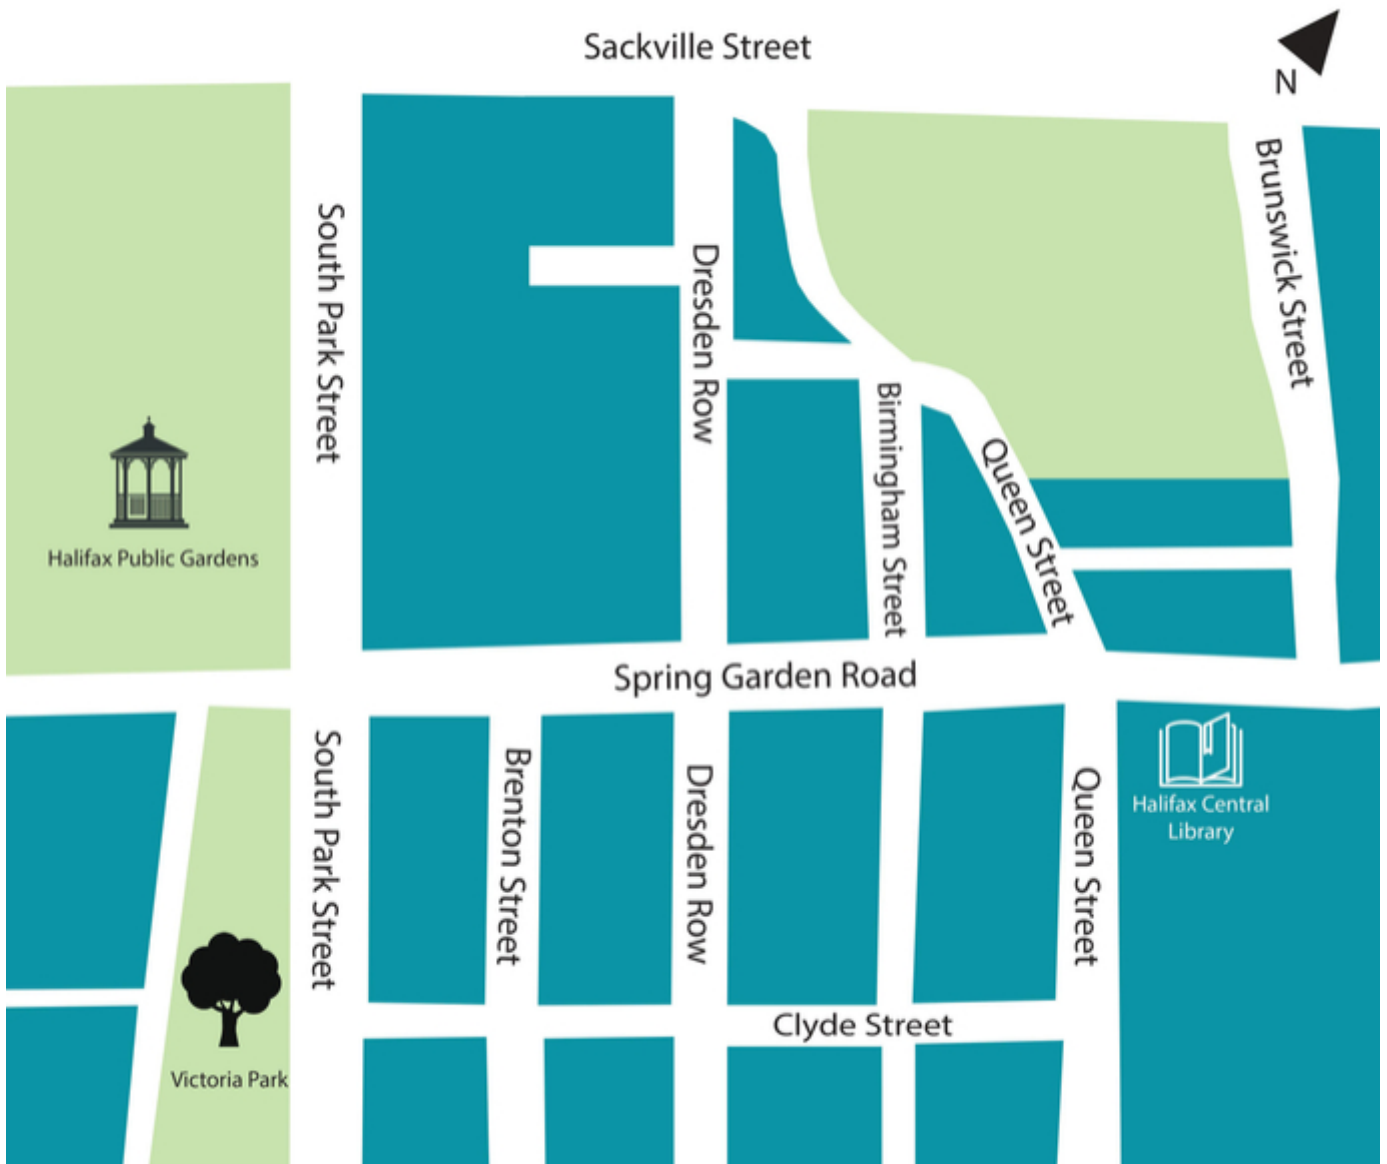 Sackville Street
N
Brunswick Street
South Park Street
Dresden Row
Birmingham Street
Queen Street
Halifax Public Gardens
Spring Garden Road
South Park Street
Brenton Street
Dresden Row
Queen Street
Halifax Central
Library
Clyde Street
Victoria Park